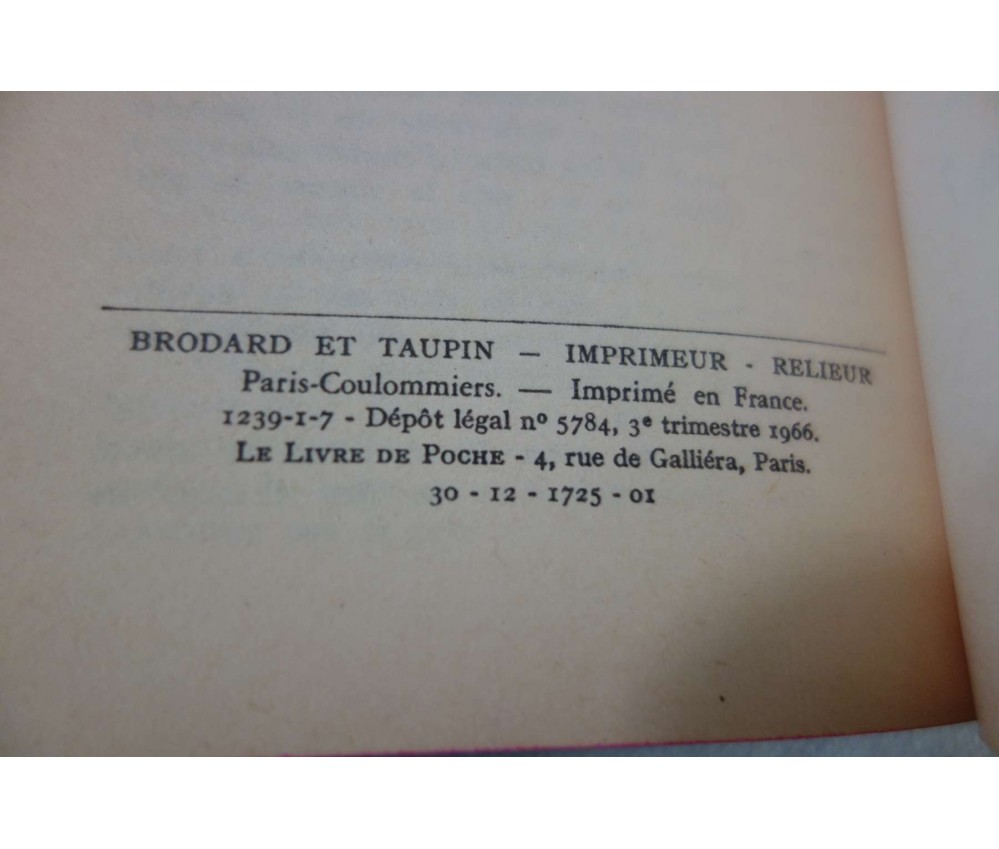 BRODARD ET TAUPIN — IMPRIMEUR - RELIEUR
Paris-Coulommiers. — Imprimé en France.
1239-1-7 - Dépôt légal nº 5784, 3e trimestre 1966.
LE LIVRE DE POCHE - 4, rue de Galliéra, Paris.
30 - 12 - 1725 - 01